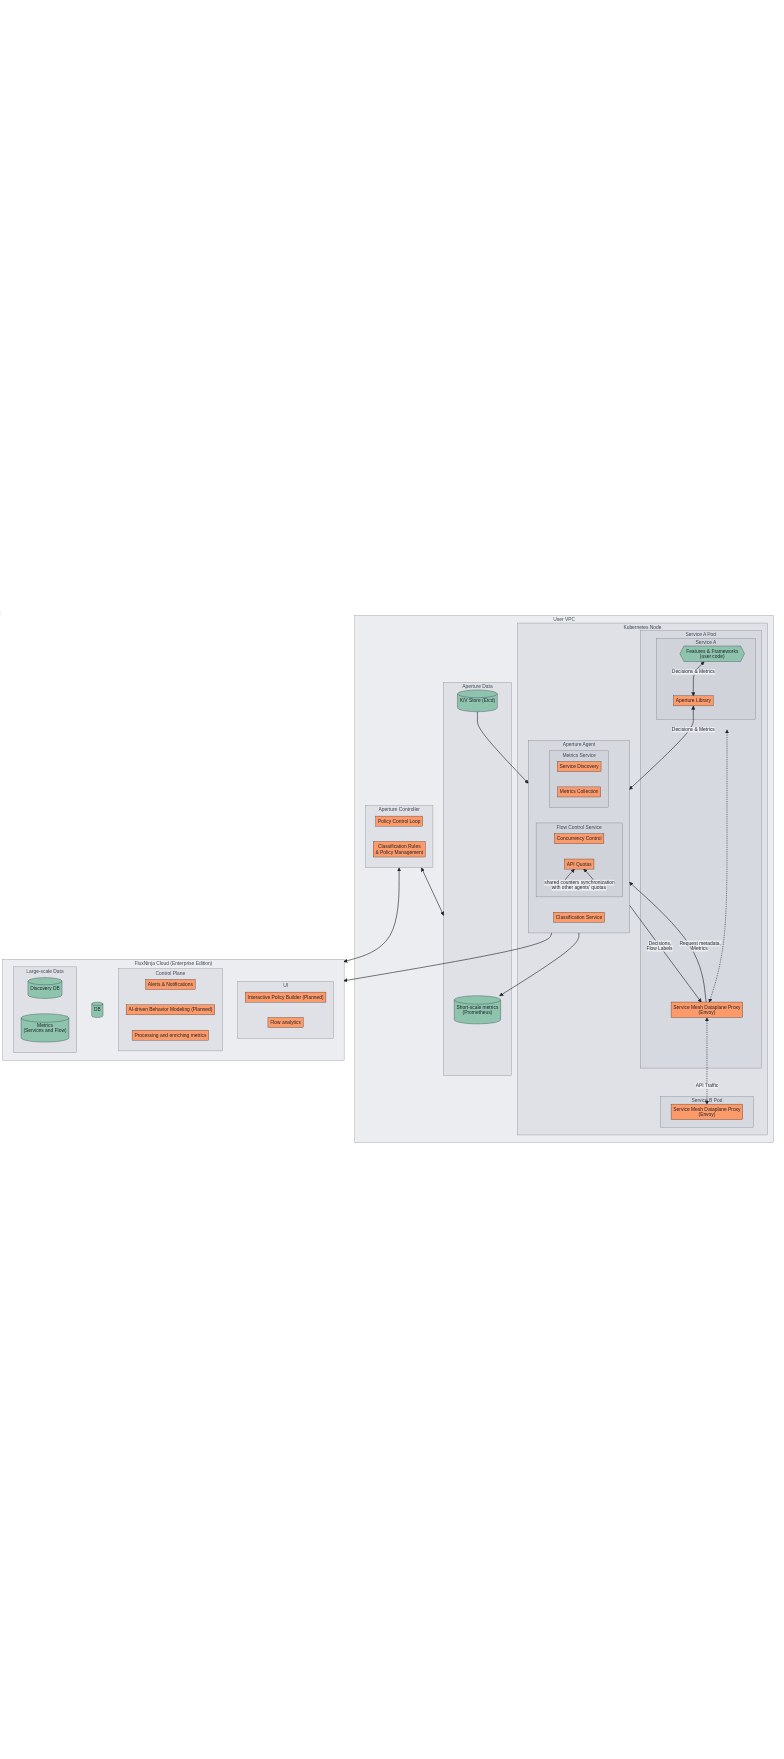 User VPC
Kubernetes Node
Service A Pod
Service A
Features & Frameworks
(user code)
Decisions & Metrics
Aperture Library
Decisions & Metrics
Aperture Data
K/V Store (Etcd)
Aperture Agent
Metrics Service
Service Discovery
Metrics Collection
Aperture Controller
Policy Control Loop
Classification Rules
& Policy Management
Flow Control Service
Concurrency Control
API Quotas
shared counters synchronization
with other agents' quotas
Classification Service
Decisions,
Flow Labels
Request metadata,
Metrics
FluxNinja Cloud (Enterprise Edition)
Large-scale Data
Discovery DB
Metrics
(Services and Flow)
DB
Control Plane
Alerts & Notifications
AI-driven Behavior Modeling (Planned)
Processing and enriching metrics
UI
Interactive Policy Builder (Planned)
Flow analytics
Short-scale metrics
(Prometheus)
Service Mesh Dataplane Proxy
(Envoy)
API Traffic
Service B Pod
Service Mesh Dataplane Proxy
(Envoy)